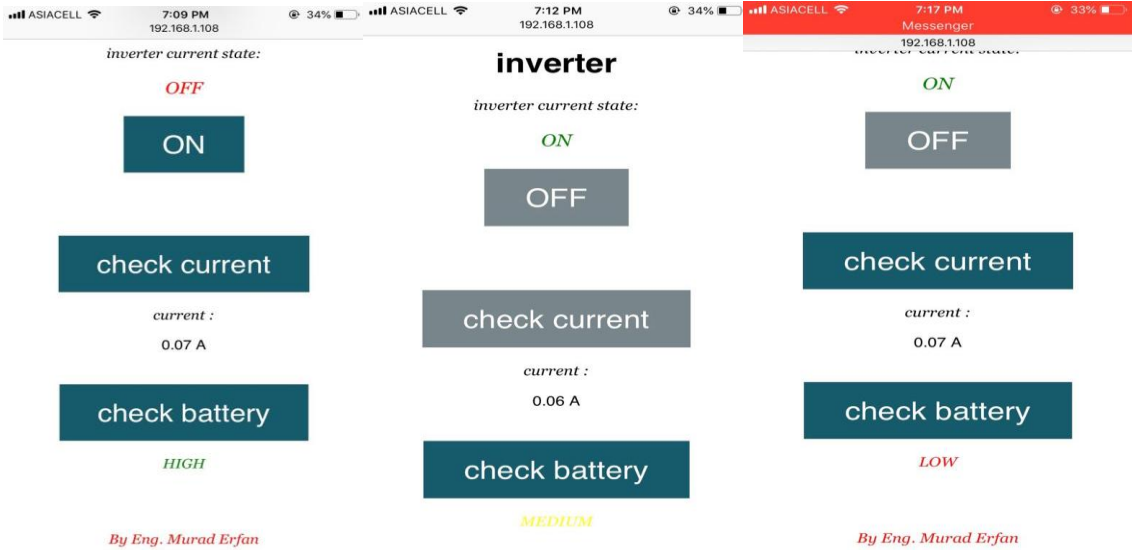 ASIACELL 7:09 PM 34%
192.168.1.108
inverter current state:
OFF
ON
check current
current :
0.07 A
check battery
HIGH
By Eng. Murad Erfan
ASIACELL 7:12 PM 34%
192.168.1.108
inverter
inverter current state:
ON
OFF
check current
current :
0.06 A
check battery
MEDIUM
ASIACELL 7:17 PM 33%
Messenger
192.168.1.108
inverter current state:
ON
OFF
check current
current :
0.07 A
check battery
LOW
By Eng. Murad Erfan